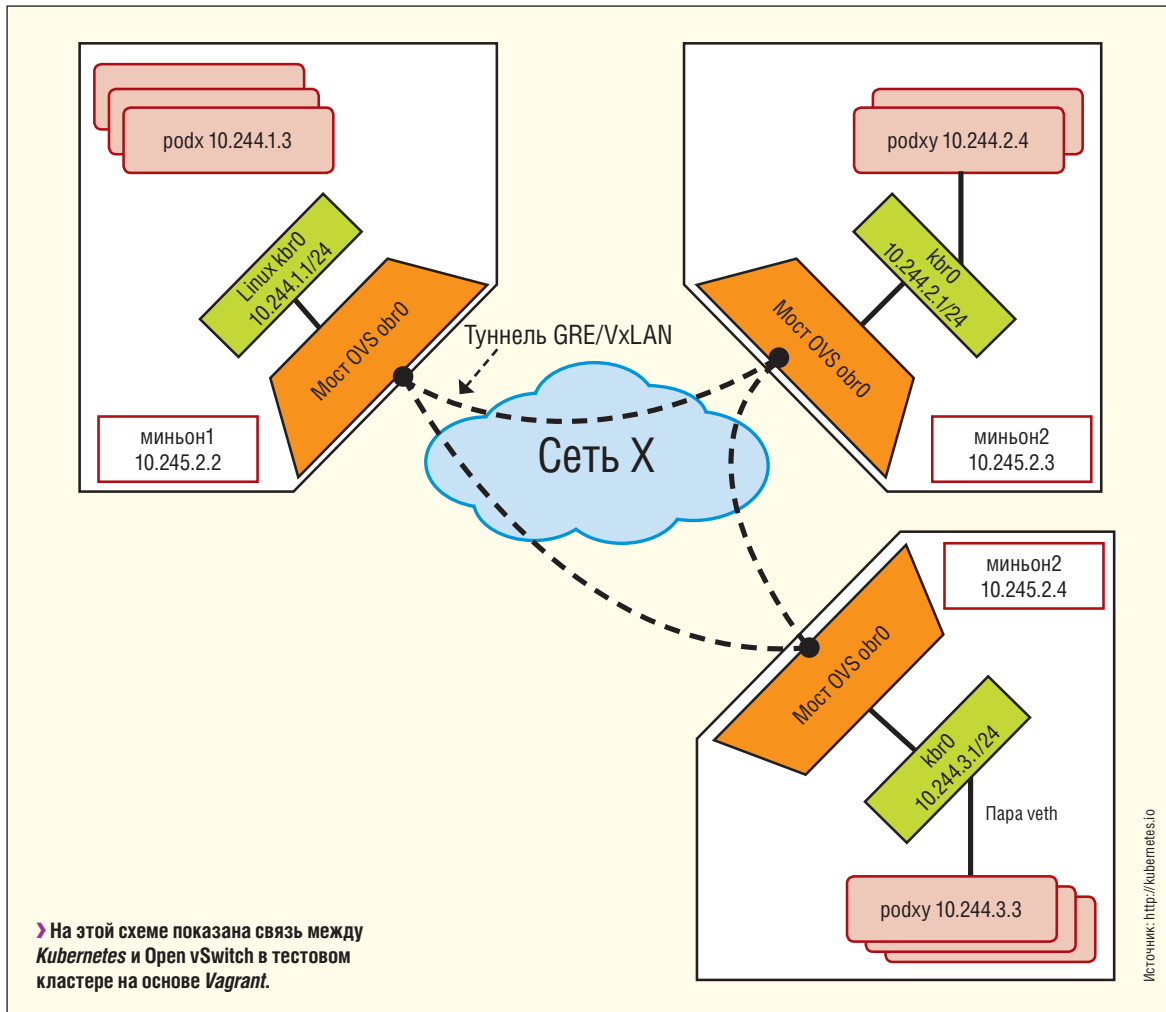 podx 10.244.1.3
Linux kbr0
10.244.1.1/24
Мост OVS obr0
миньон1
10.245.2.2
Туннель GRE/VxLAN
Сеть X
podxy 10.244.2.4
kbr0
10.244.2.1/24
Мост OVS obr0
миньон2
10.245.2.3
миньон2
10.245.2.4
Мост OVS obr0
kbr0
10.244.3.1/24
Пара veth
podxy 10.244.3.3
❯ На этой схеме показана связь между
Kubernetes и Open vSwitch в тестовом
кластере на основе Vagrant.
Источник: http://kubernetes.io